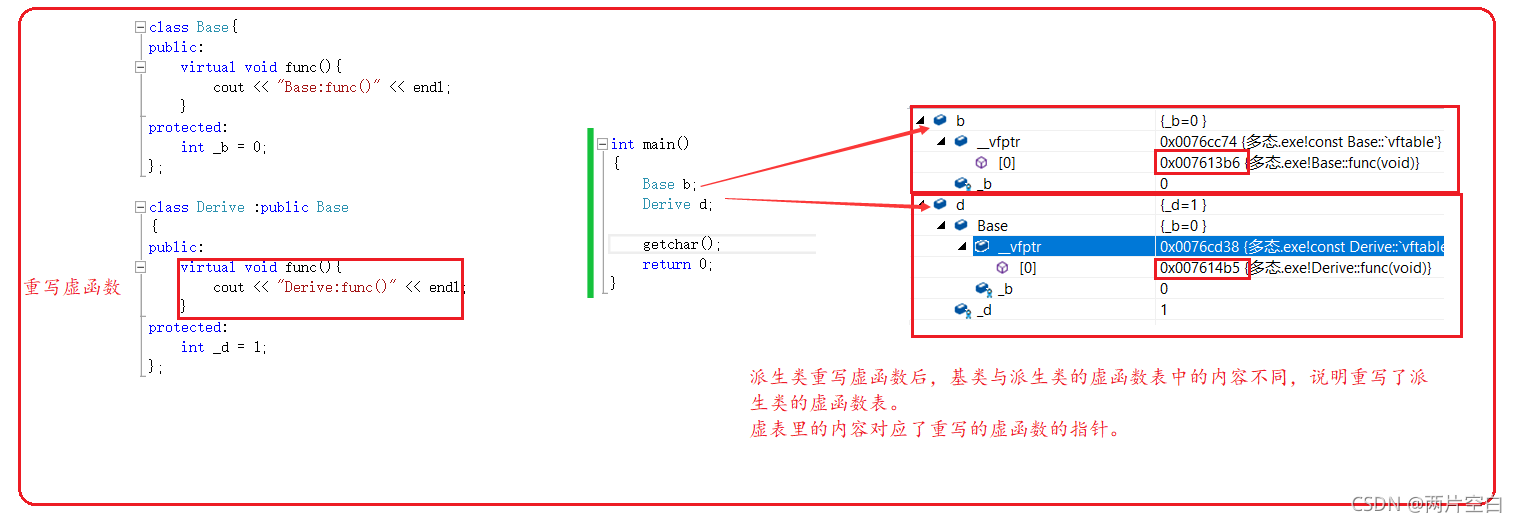 class Base{
public:
virtual void func(){
cout << "Base:func()" << endl;
}
protected:
int _b = 0;
};
class Derive :public Base
{
public:
virtual void func(){
cout << "Derive:func()" << endl;
}
protected:
int _d = 1;
};
重写虚函数
int main()
{
Base b;
Derive d;
getchar();
return 0;
}
b {_b=0 }
__vfptr 0x0076cc74 {多态.exe!const Base::`vftable'}
[0] 0x007613b6 {多态.exe!Base::func(void)}
_b 0
d {_d=1 }
Base {_b=0 }
__vfptr 0x0076cd38 {多态.exe!const Derive::`vftable
[0] 0x007614b5 {多态.exe!Derive::func(void)}
_b 0
_d 1
派生类重写虚函数后，基类与派生类的虚函数表中的内容不同，说明重写了派
生类的虚函数表。
虚表里的内容对应了重写的虚函数的指针。
CSDN @两片空白